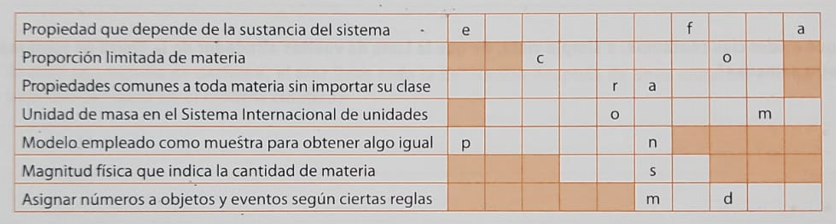 Propiedad que depende de la sustancia del sistema e f a
Proporción limitada de materia c o
Propiedades comunes a toda materia sin importar su clase r a
Unidad de masa en el Sistema Internacional de unidades o m
Modelo empleado como muestra para obtener algo igual p n
Magnitud física que indica la cantidad de materia s
Asignar números a objetos y eventos según ciertas reglas m d